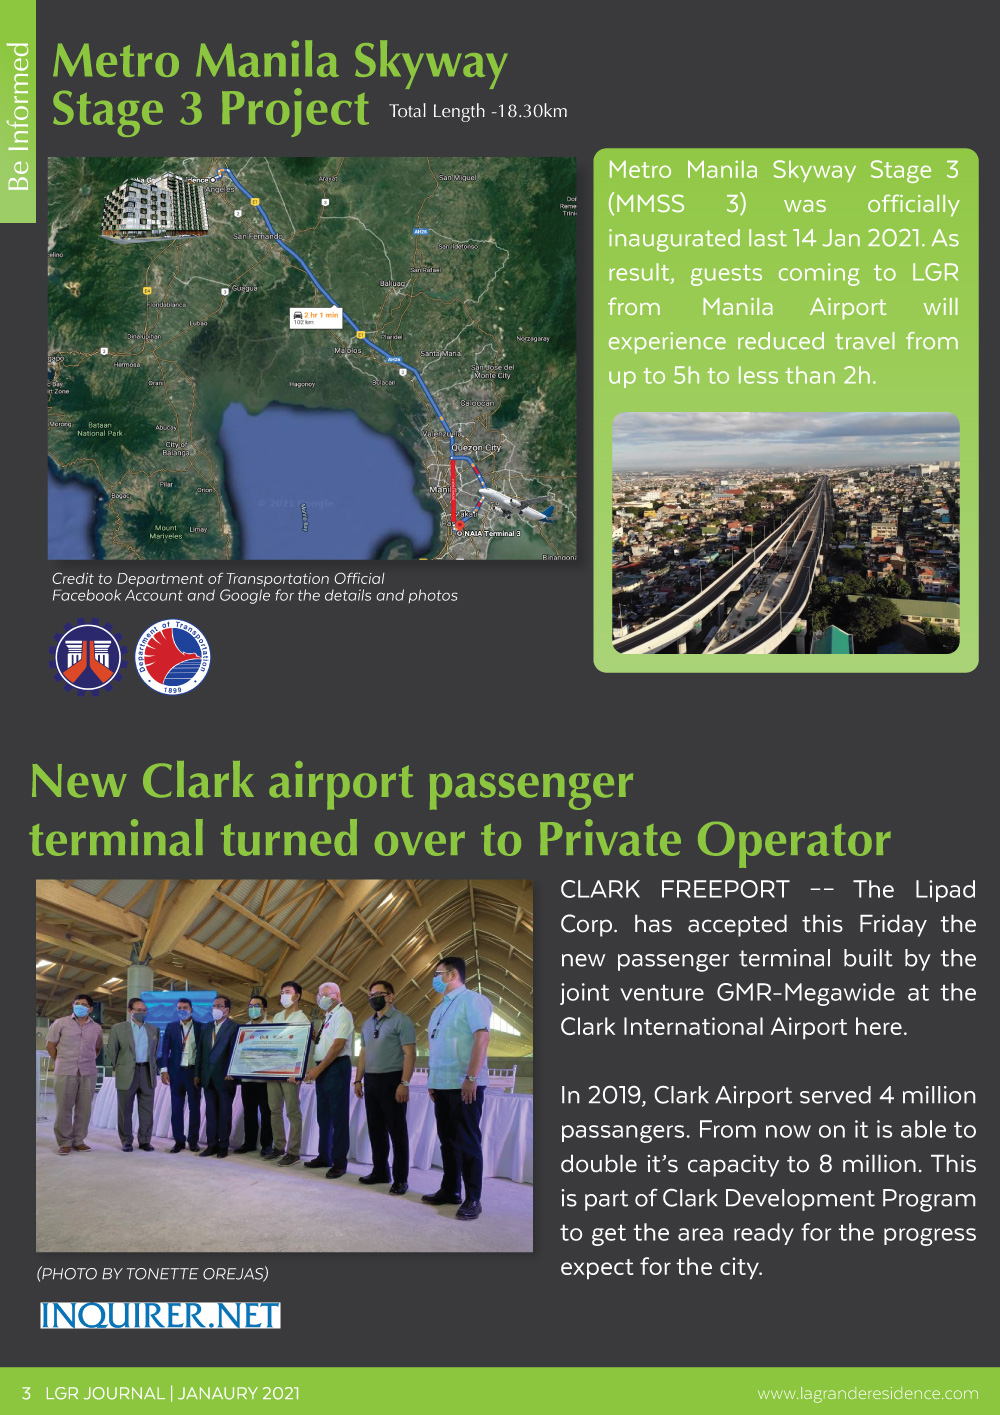 Be Informed
Metro Manila Skyway
Stage 3 Project
Total Length -18.30km
Angeles
Arayat
San Miguel
San Fernando
AH26
San Ildefonso
San Rafael
Guagua
Baliuag
Floridablanca
Lubao
2 hr 1 min
102 km
Dinalupihan
Plaridel
Norzagaray
Malolos
Santa Maria
AH26
Hermosa
San Jose del
Monte City
Orani
Hagonoy
Bulacan
Caloocan
Morong
Bataan
National Park
Abucay
Valenzuela
City of
Balanga
Quezon City
Pilar
Orion
Manila
Bagac
© 2021 Google
Mount
Mariveles
Limay
NAIA Terminal 3
Binangona
Metro Manila Skyway Stage 3
(MMSS 3) was officially
inaugurated last 14 Jan 2021. As
result, guests coming to LGR
from Manila Airport will
experience reduced travel from
up to 5h to less than 2h.
Credit to Department of Transportation Official
Facebook Account and Google for the details and photos
Department of Transportation
1899
New Clark airport passenger
terminal turned over to Private Operator
CLARK FREEPORT -- The Lipad
Corp. has accepted this Friday the
new passenger terminal built by the
joint venture GMR-Megawide at the
Clark International Airport here.
In 2019, Clark Airport served 4 million
passangers. From now on it is able to
double it's capacity to 8 million. This
is part of Clark Development Program
to get the area ready for the progress
expect for the city.
(PHOTO BY TONETTE OREJAS)
INQUIRER.NET
3 LGR JOURNAL | JANAURY 2021
www.lagranderesidence.com